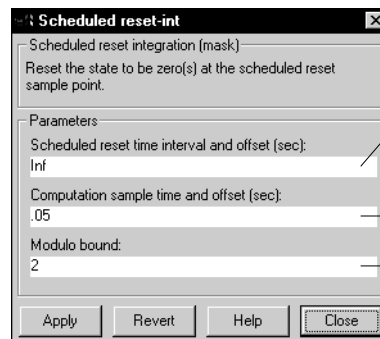 Scheduled reset-int
Scheduled reset integration (mask)
Reset the state to be zero(s) at the scheduled reset
sample point.
Parameters
Scheduled reset time interval and offset (sec):
Inf
Computation sample time and offset (sec):
.05
Modulo bound:
2
Apply Revert Help Close